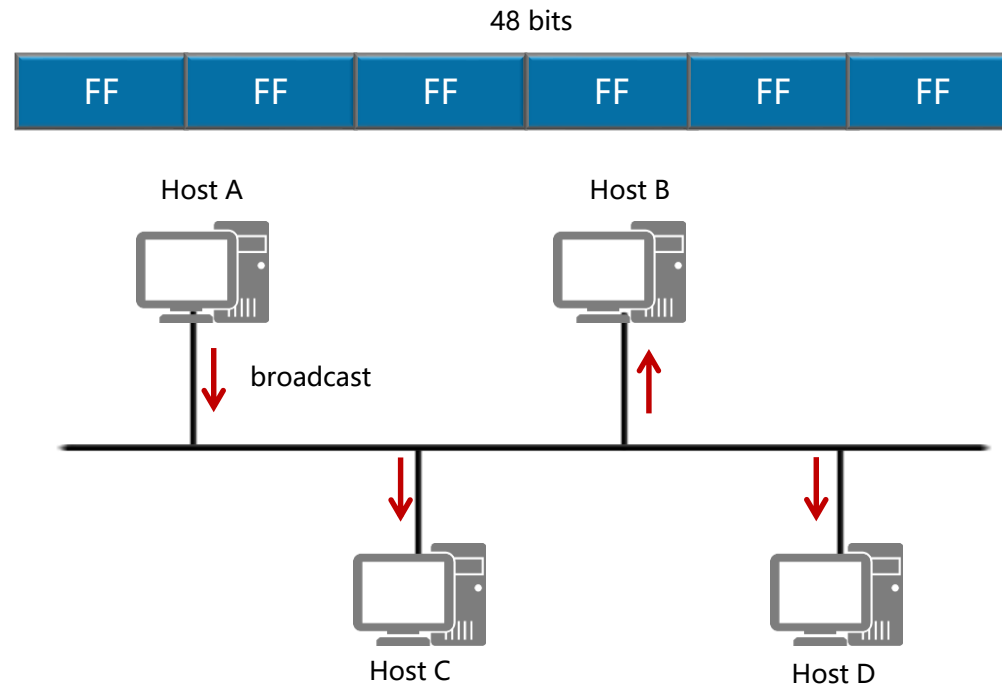 48 bits
FF FF FF FF FF FF
Host A Host B
broadcast
Host C Host D